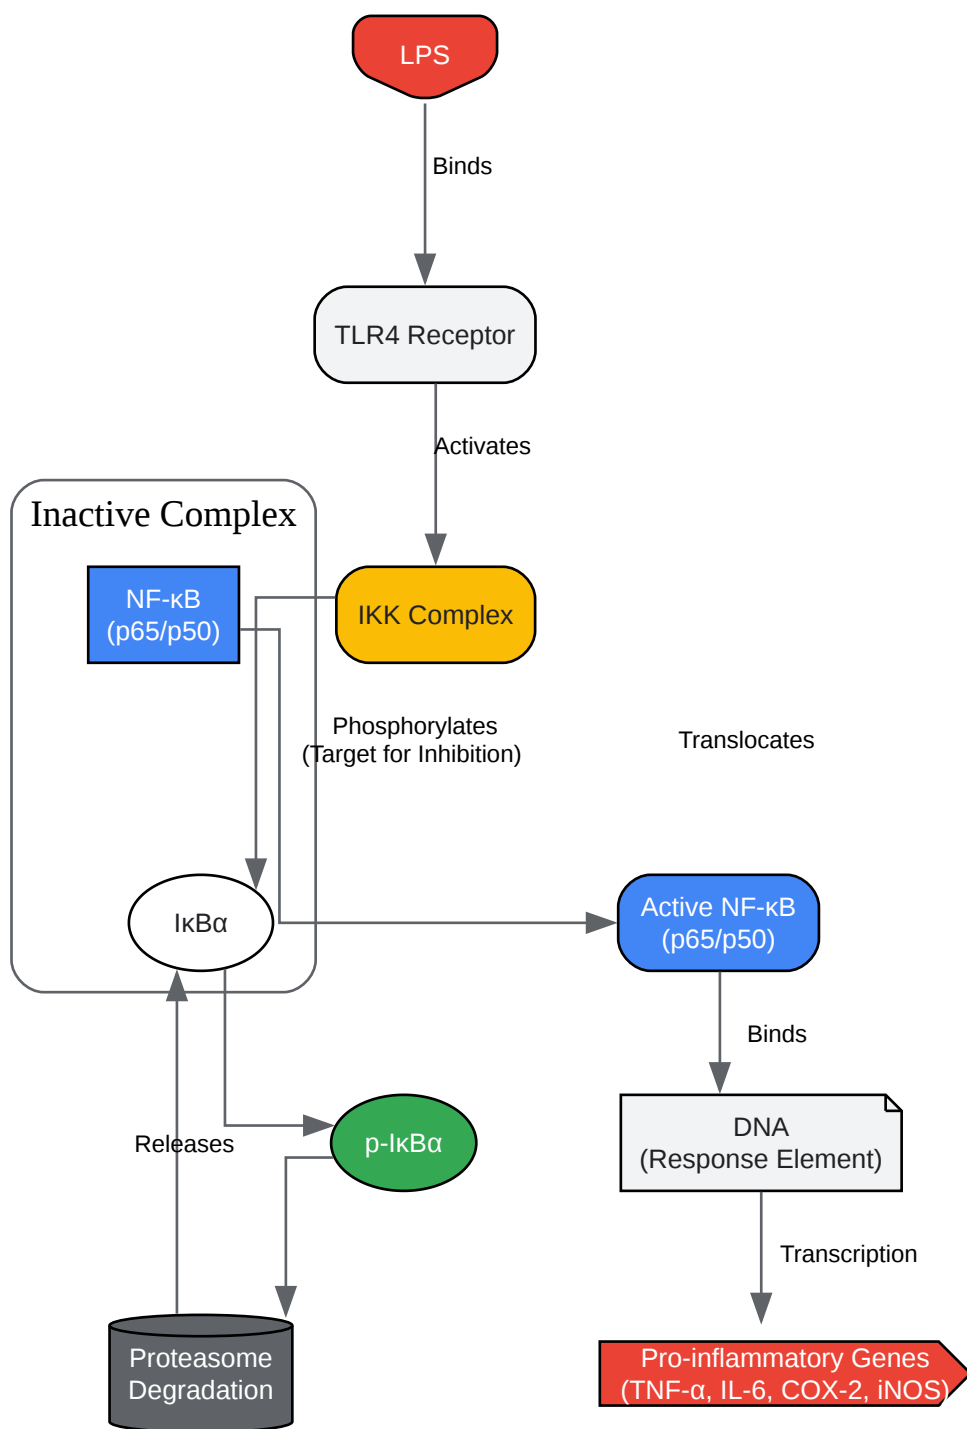 LPS
Binds
TLR4 Receptor
Activates
Inactive Complex
NF-κB
(p65/p50)
IKK Complex
Phosphorylates
(Target for Inhibition)
Translocates
IκBα
Active NF-κB
(p65/p50)
Binds
Releases
p-IκBα
DNA
(Response Element)
Transcription
Proteasome
Degradation
Pro-inflammatory Genes
(TNF-α, IL-6, COX-2, iNOS)